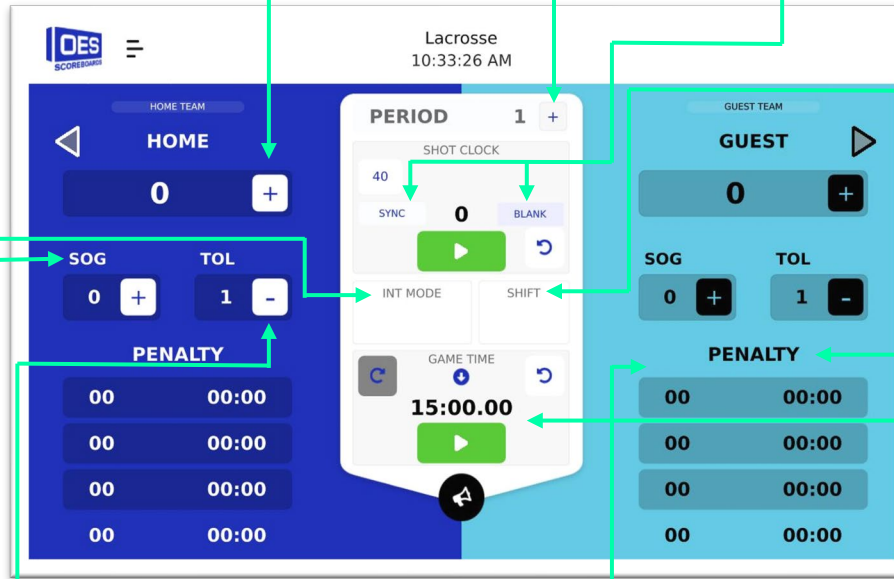 OES
SCOREBOARDS
Lacrosse
10:33:26 AM
HOME TEAM
HOME
0 +
SOG TOL
0 + 1 -
PENALTY
00 00:00
00 00:00
00 00:00
00 00:00
PERIOD 1 +
SHOT CLOCK
40
SYNC 0 BLANK
INT MODE SHIFT
GAME TIME
15:00.00
GUEST TEAM
GUEST
0 +
SOG TOL
0 + 1 -
PENALTY
00 00:00
00 00:00
00 00:00
00 00:00